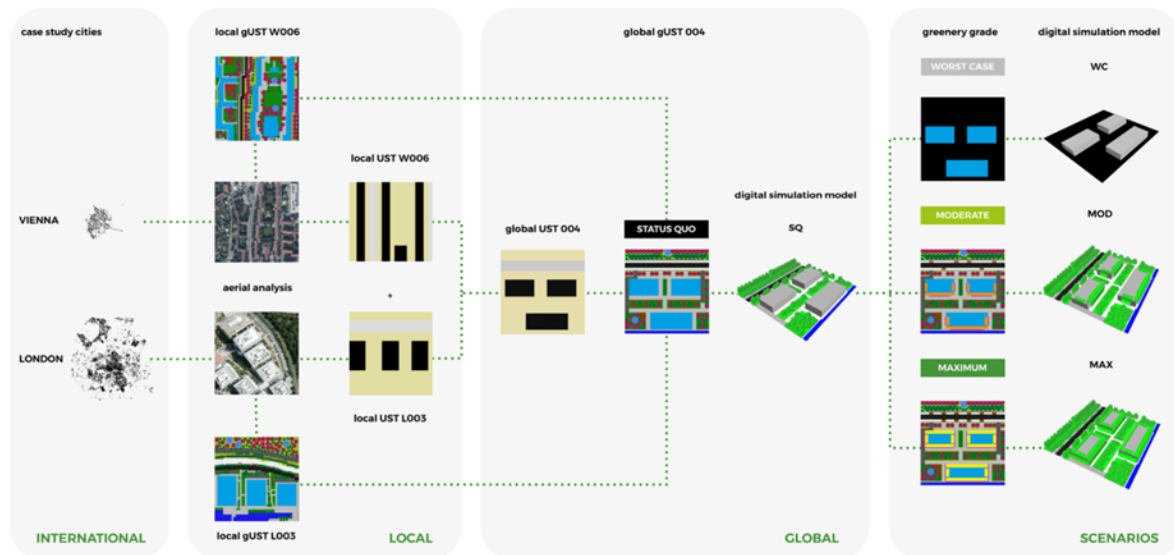 case study cities
VIENNA
LONDON
INTERNATIONAL
local gUST W006
local UST W006
aerial analysis
+
local UST L003
local gUST L003
LOCAL
global gUST 004
global UST 004
STATUS QUO
digital simulation model
SQ
GLOBAL
greenery grade
digital simulation model
WORST CASE
WC
MODERATE
MOD
MAXIMUM
MAX
SCENARIOS